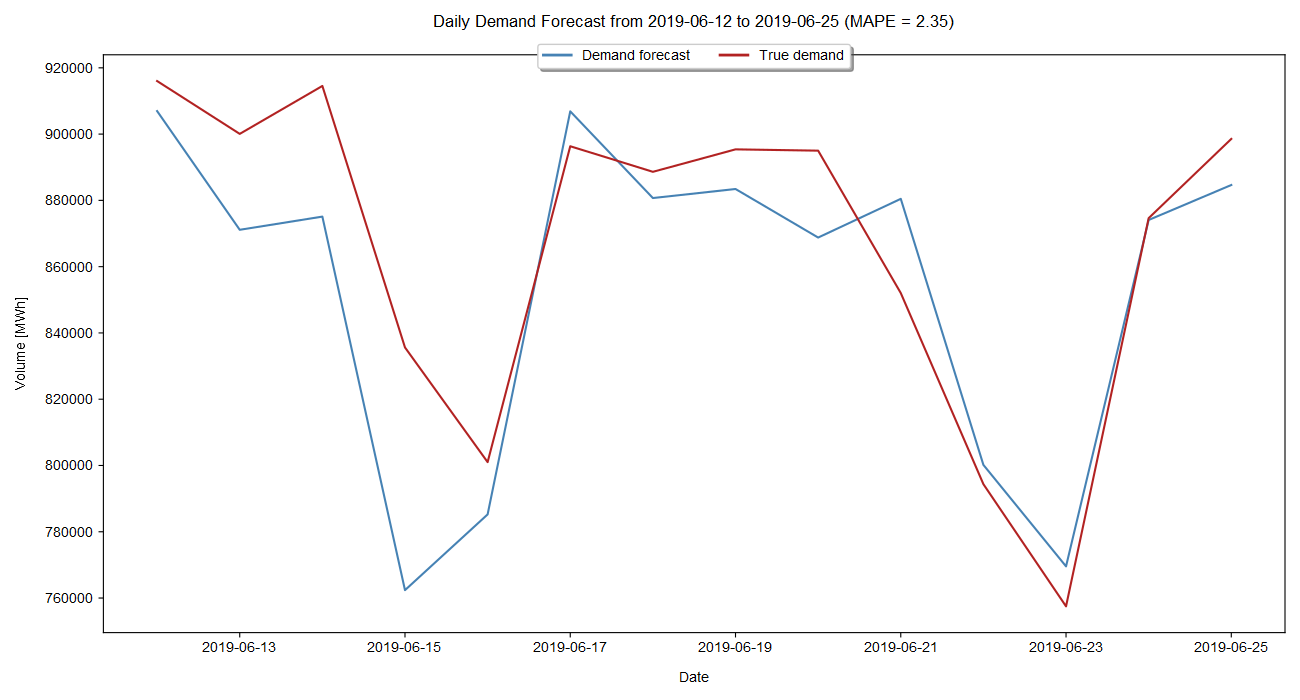 Daily Demand Forecast from 2019-06-12 to 2019-06-25 (MAPE = 2.35)
Demand forecast True demand
920000
900000
880000
860000
840000
820000
800000
780000
760000
Volume [MWh]
2019-06-13 2019-06-15 2019-06-17 2019-06-19 2019-06-21 2019-06-23 2019-06-25
Date